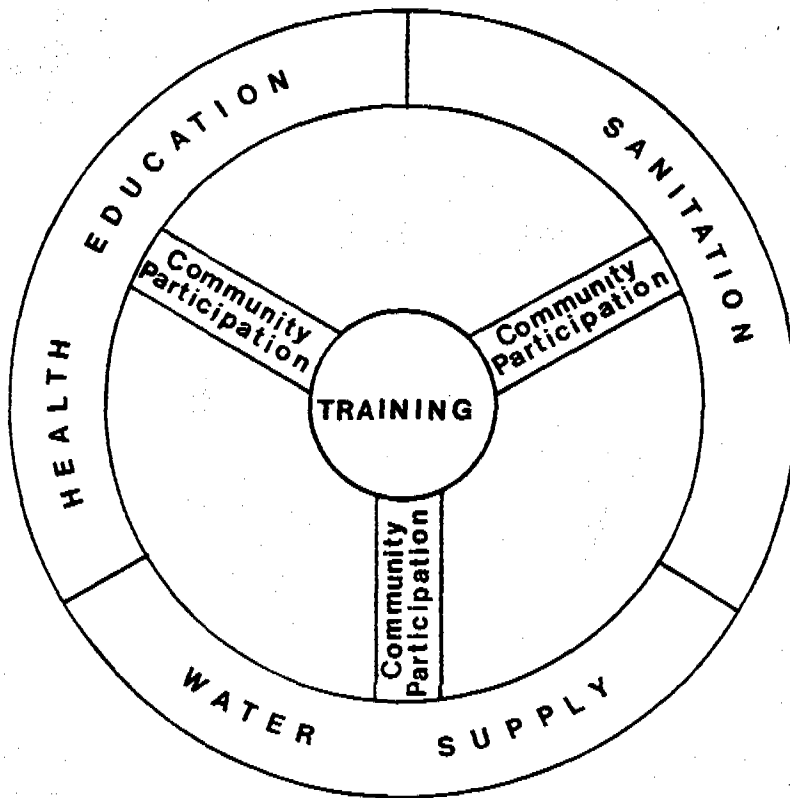 HEALTH EDUCATION
SANITATION
Community
Participation
Community
Participation
TRAINING
Community
Participation
WATER SUPPLY